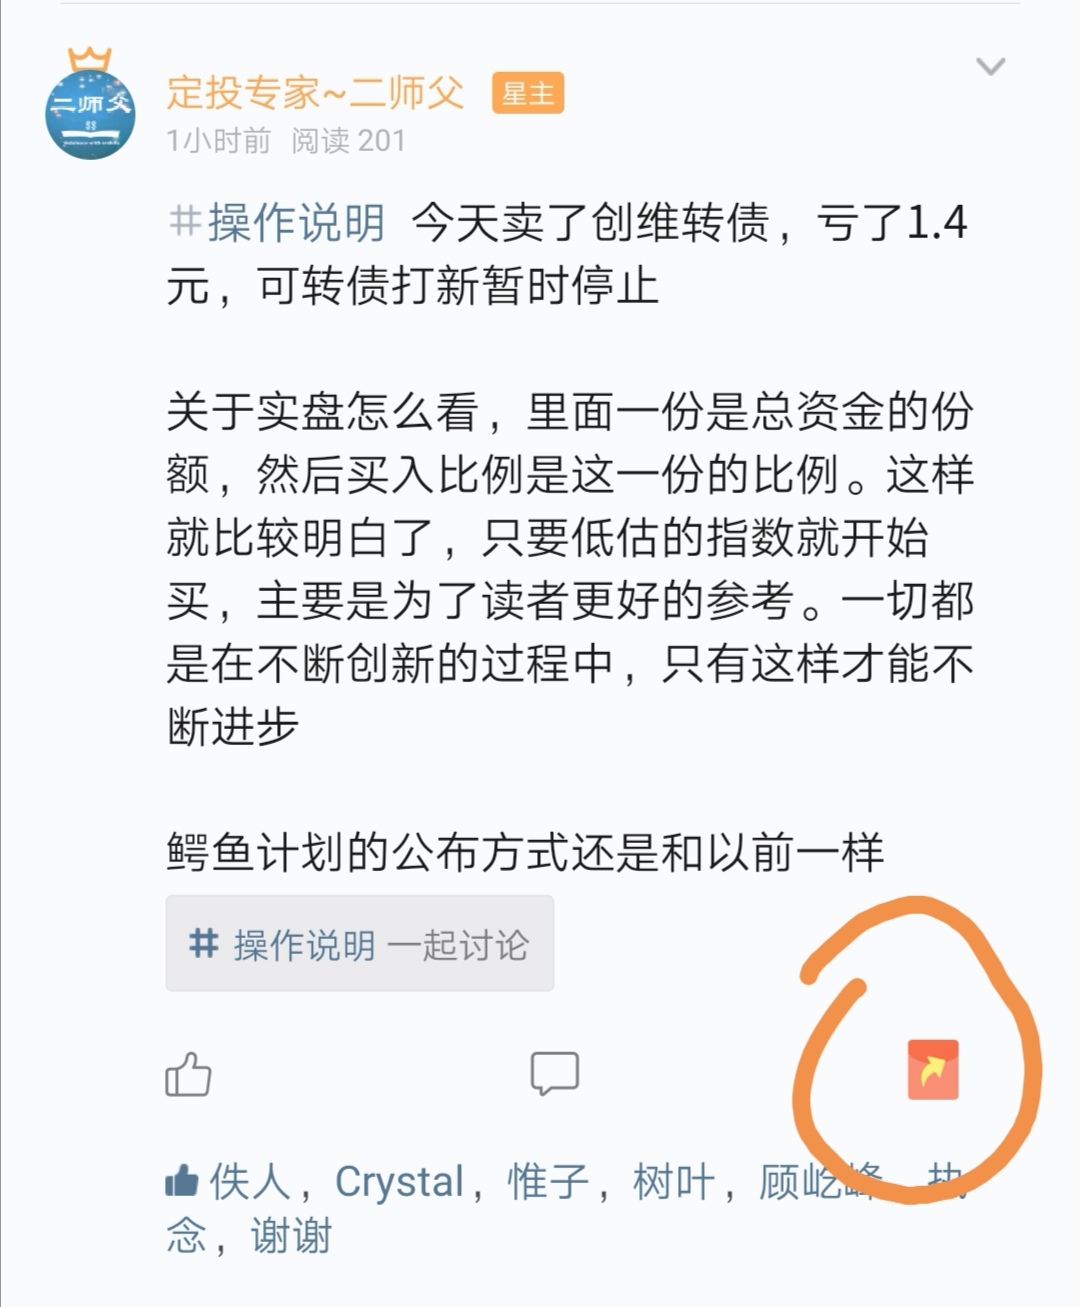 二师父
$$
定投专家~二师父 星主
1小时前 阅读 201
#操作说明 今天卖了创维转债，亏了1.4
元，可转债打新暂时停止
关于实盘怎么看，里面一份是总资金的份
额，然后买入比例是这一份的比例。这样
就比较明白了，只要低估的指数就开始
买，主要是为了读者更好的参考。一切都
是在不断创新的过程中，只有这样才能不
断进步
鳄鱼计划的公布方式还是和以前一样
# 操作说明 一起讨论
佚人，Crystal，惟子，树叶，顾屹峰，执
念，谢谢